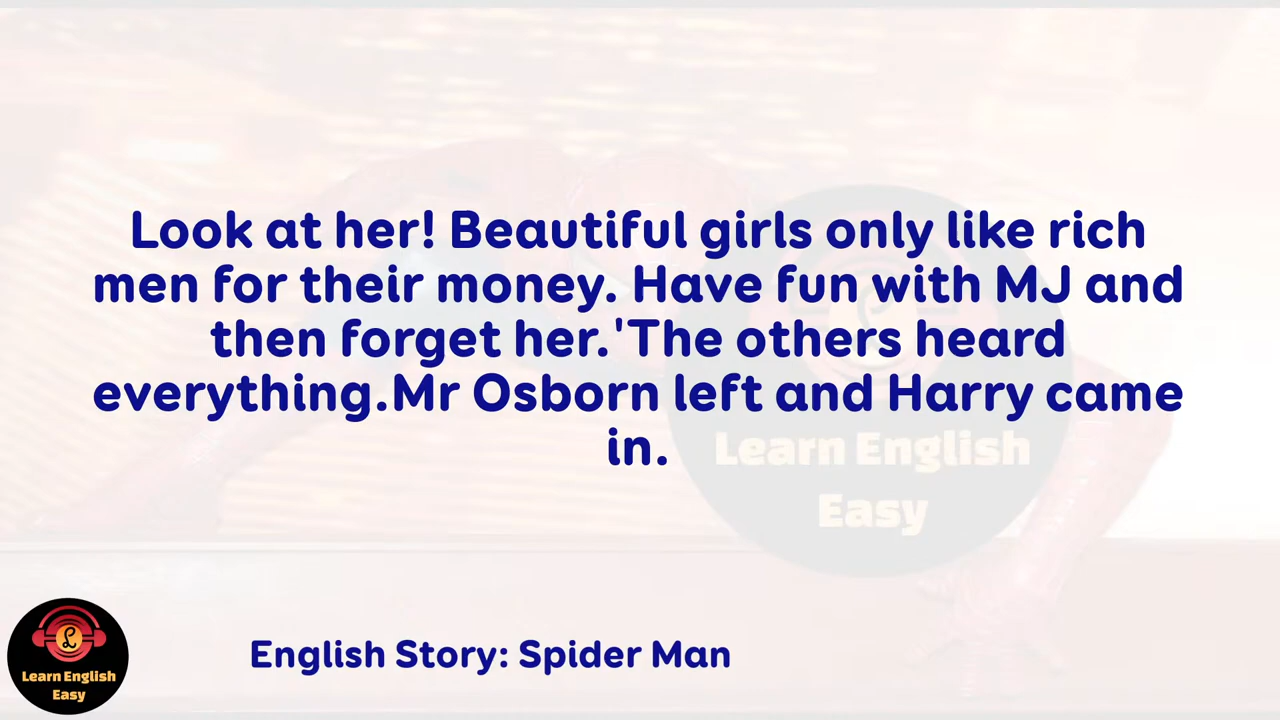 Look at her! Beautiful girls only like rich
men for their money. Have fun with MJ and
then forget her.'The others heard
everything.Mr Osborn left and Harry came
in.
Learn English
Easy
English Story: Spider Man
Learn English
Easy